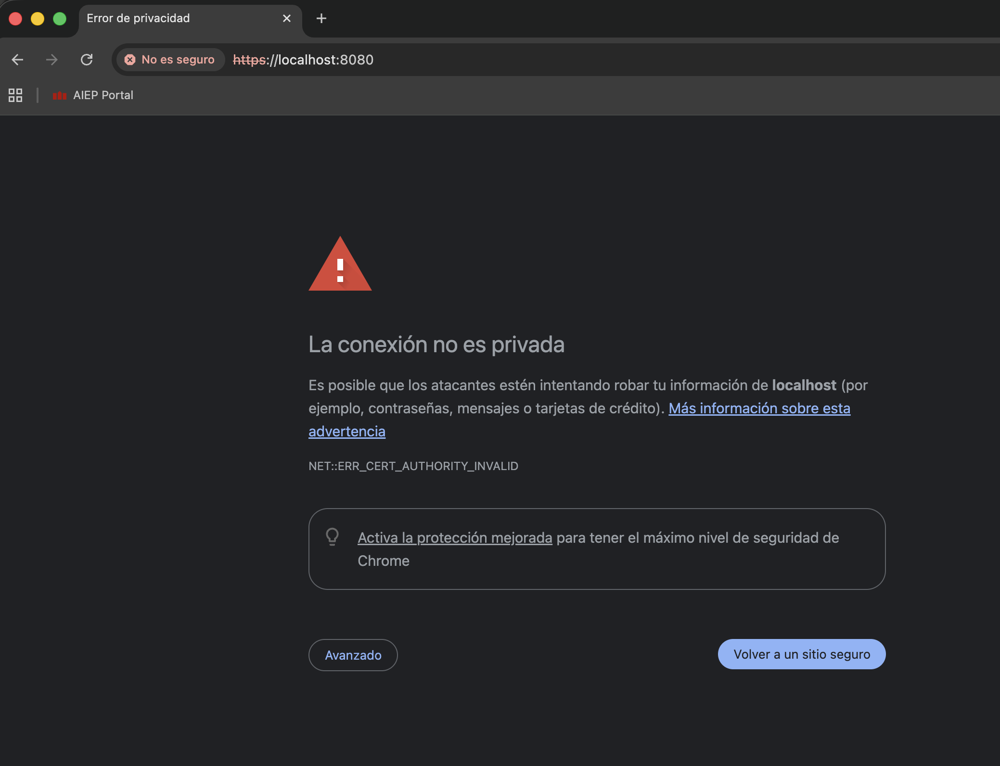 Error de privacidad
No es seguro https://localhost:8080
AIEP Portal
La conexión no es privada
Es posible que los atacantes estén intentando robar tu información de localhost (por
ejemplo, contraseñas, mensajes o tarjetas de crédito). Más información sobre esta
advertencia
NET::ERR_CERT_AUTHORITY_INVALID
Activa la protección mejorada para tener el máximo nivel de seguridad de
Chrome
Avanzado
Volver a un sitio seguro